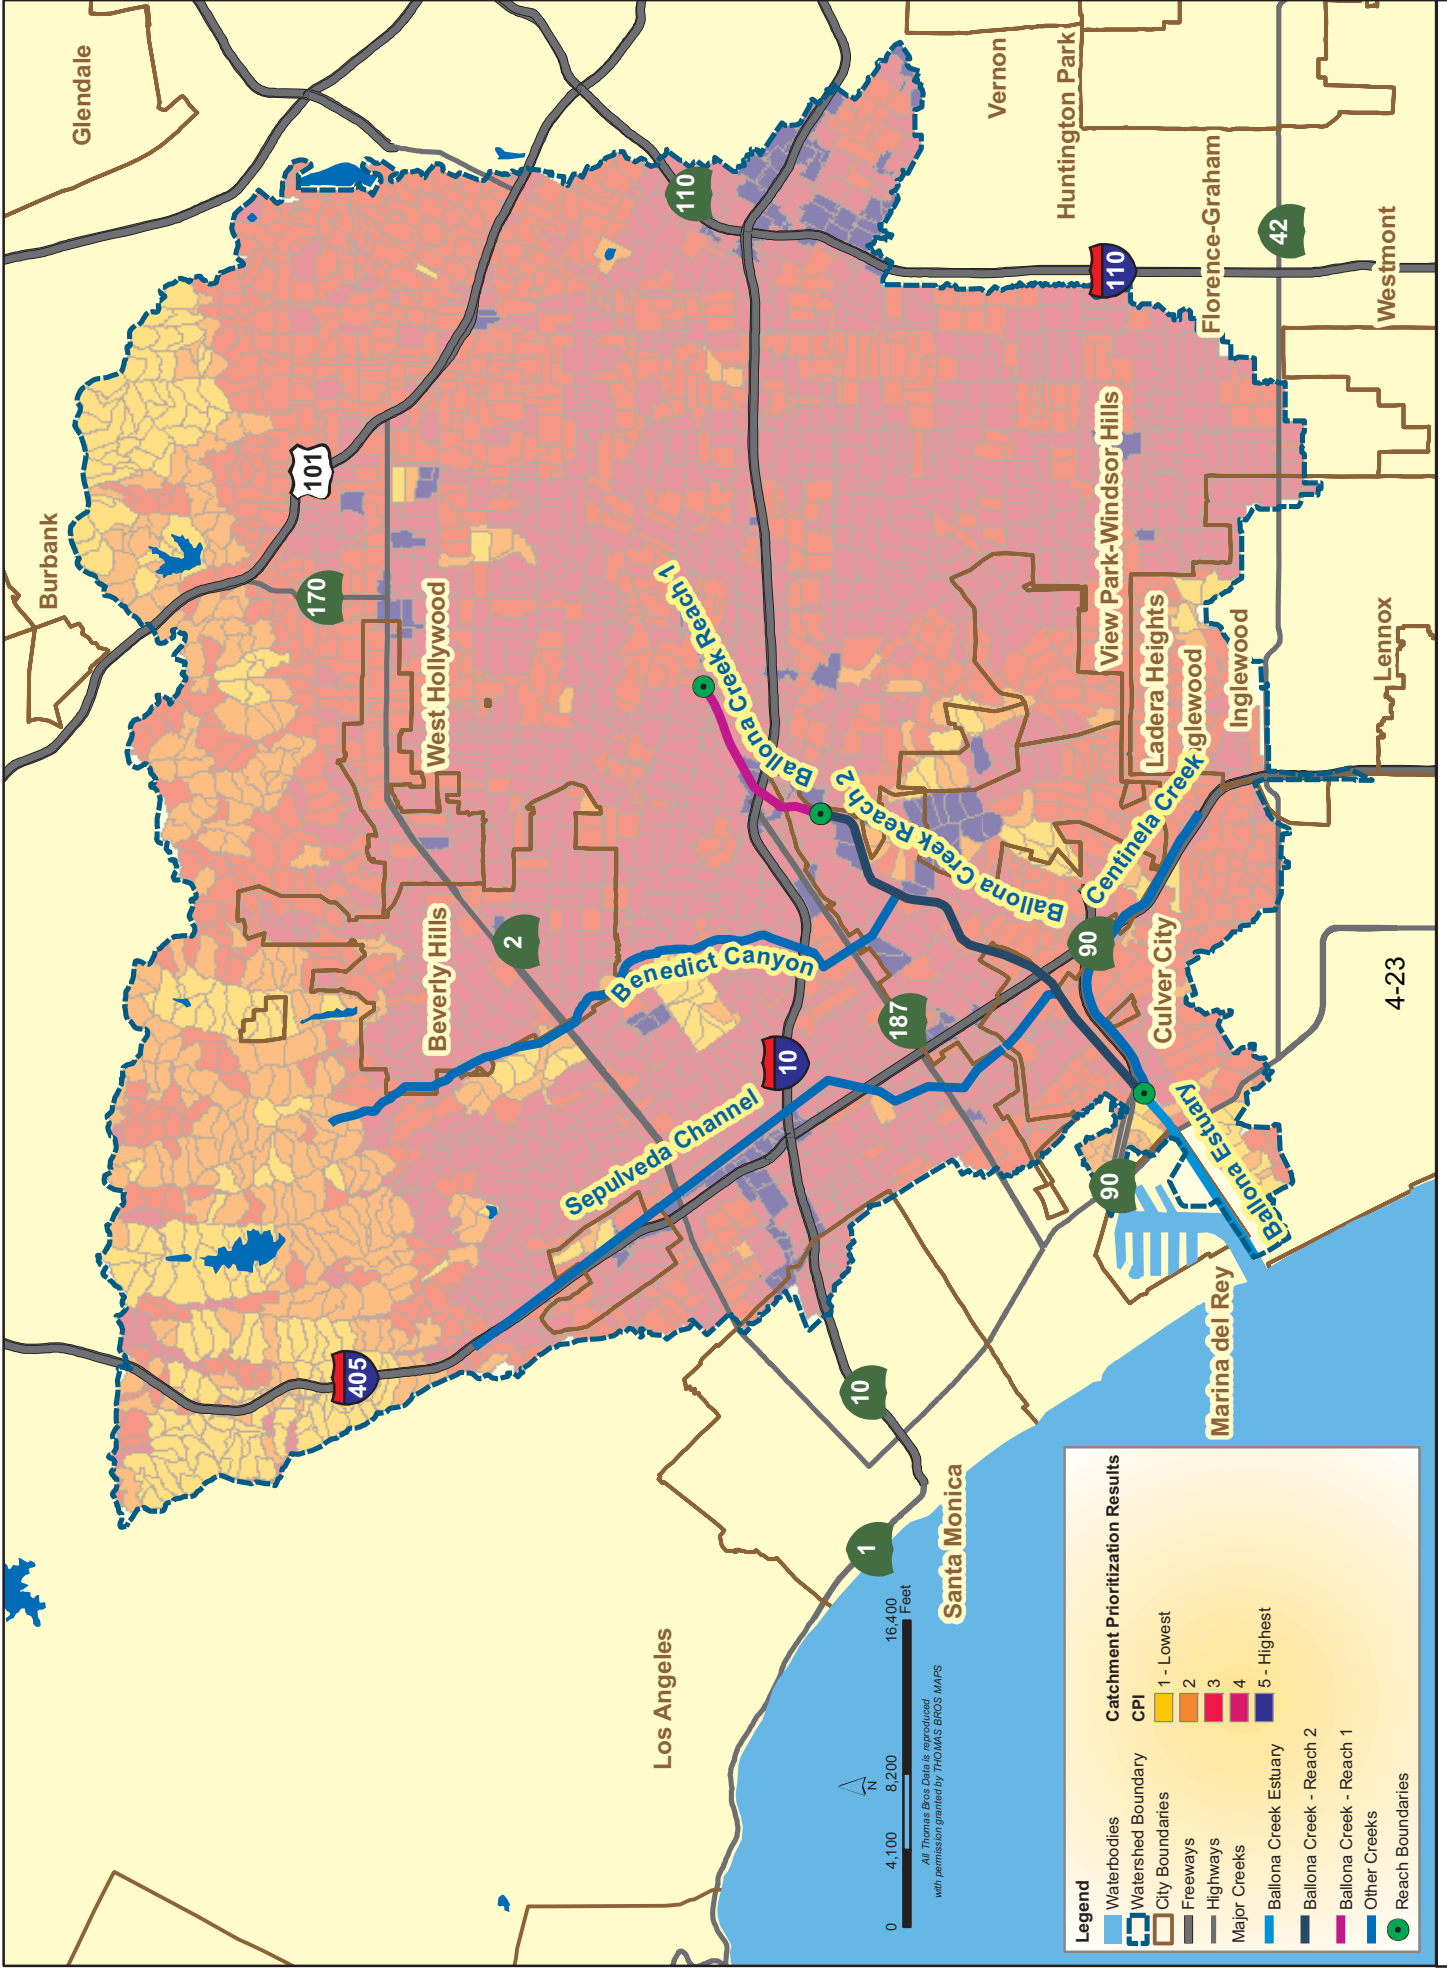 Glendale
Burbank
Vernon
Huntington Park
Florence-Graham
Westmont
Lennox
West Hollywood
Beverly Hills
View Park-Windsor Hills
Ladera Heights
Inglewood
nglewood
Culver City
Marina del Rey
Santa Monica
Los Angeles
Ballona Creek Reach 1
Ballona Creek Reach 2
Benedict Canyon
Sepulveda Channel
Centinela Creek
Ballona Estuary
101
170
110
110
42
2
10
187
90
90
405
10
1
0
4,100
8,200
16,400
Feet
N
All Thomas Bros Data is reproduced
with permission granted by THOMAS BROS MAPS
Legend
Waterbodies
Watershed Boundary
City Boundaries
Freeways
Highways
Major Creeks
Ballona Creek Estuary
Ballona Creek - Reach 2
Ballona Creek - Reach 1
Other Creeks
Reach Boundaries
Catchment Prioritization Results
CPI
1 - Lowest
2
3
4
5 - Highest
4-23